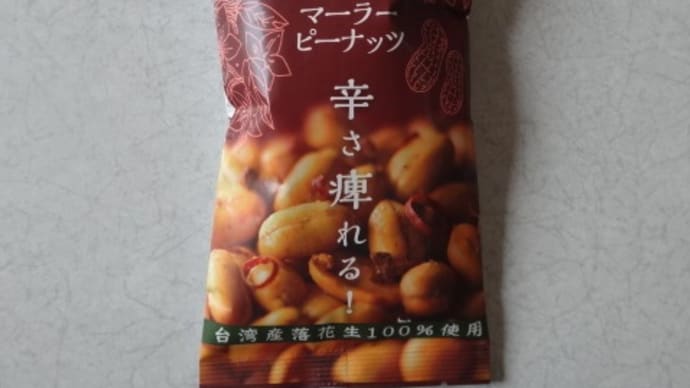 マーラー
ピーナッツ
辛さ痺れる!
台湾産落花生100%使用